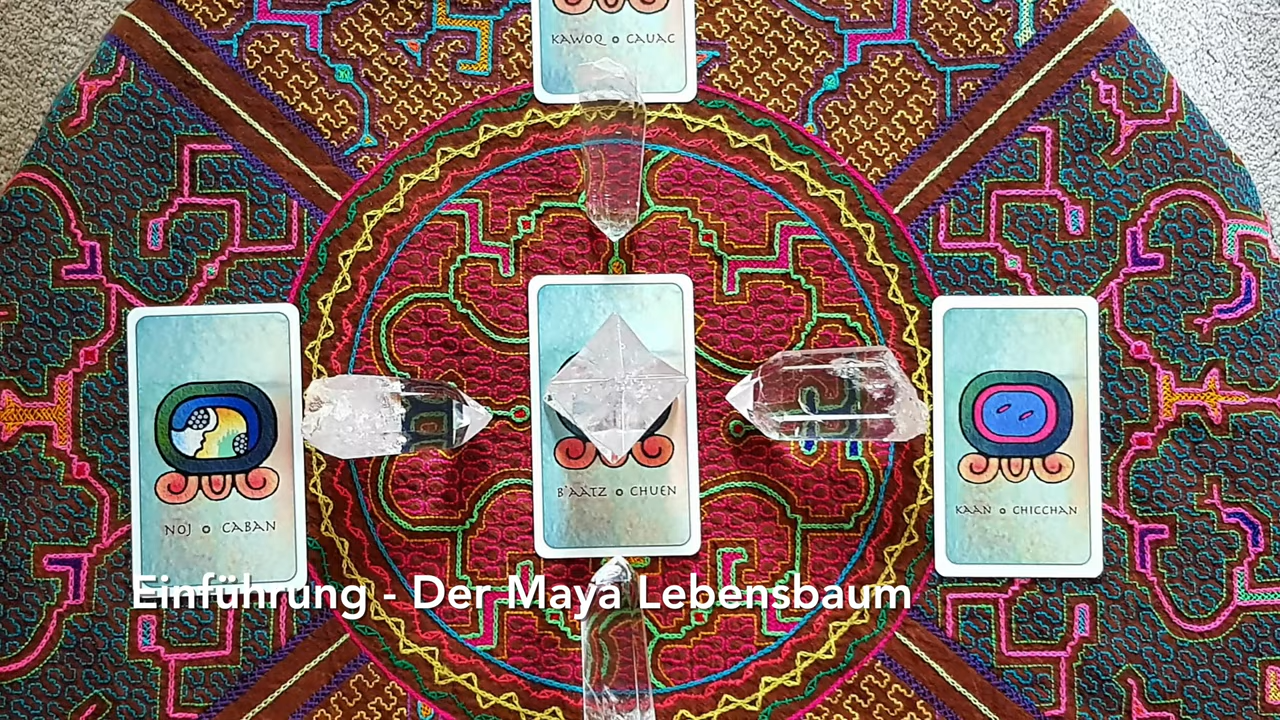 KAWOQ o CAUAC
B'AATZ o CHUEN
NOJ o CABAN
KAAN o CHICCHAN
Einführung - Der Maya Lebensbaum